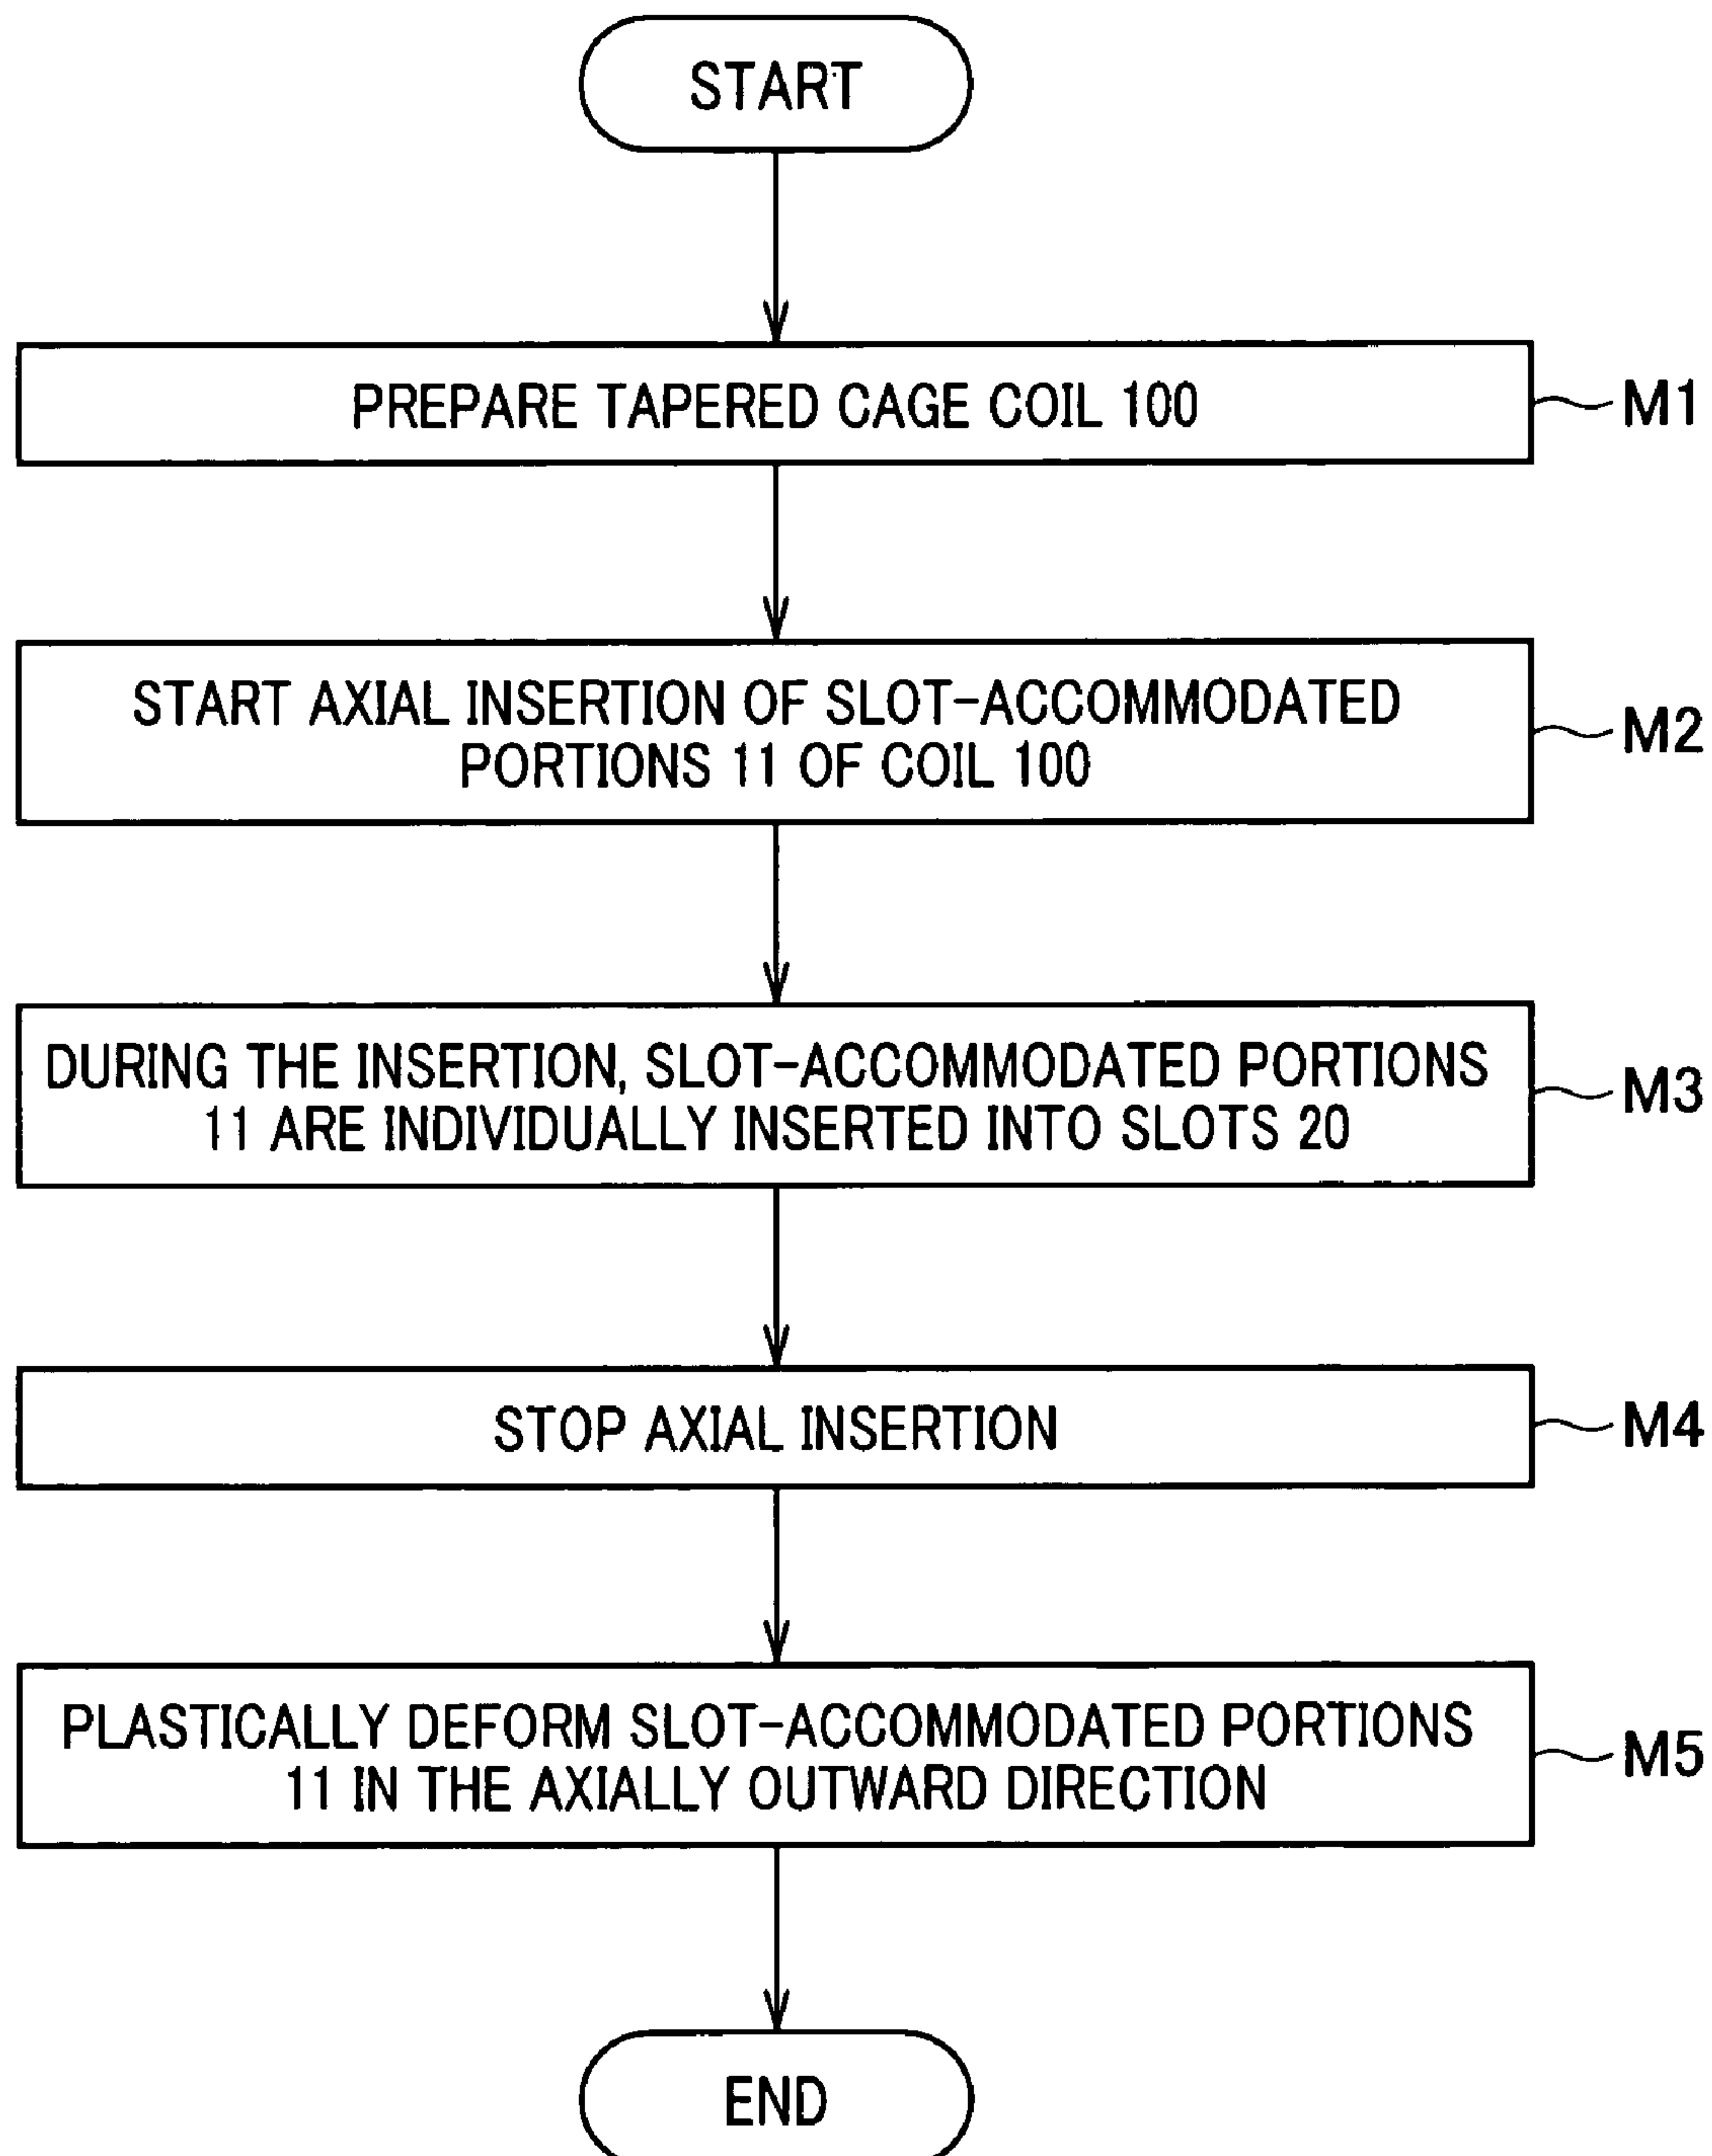 START
PREPARE TAPERED CAGE COIL 100
M1
START AXIAL INSERTION OF SLOT-ACCOMMODATED
PORTIONS 11 OF COIL 100
M2
DURING THE INSERTION, SLOT-ACCOMMODATED PORTIONS
11 ARE INDIVIDUALLY INSERTED INTO SLOTS 20
M3
STOP AXIAL INSERTION
M4
PLASTICALLY DEFORM SLOT-ACCOMMODATED PORTIONS
11 IN THE AXIALLY OUTWARD DIRECTION
M5
END